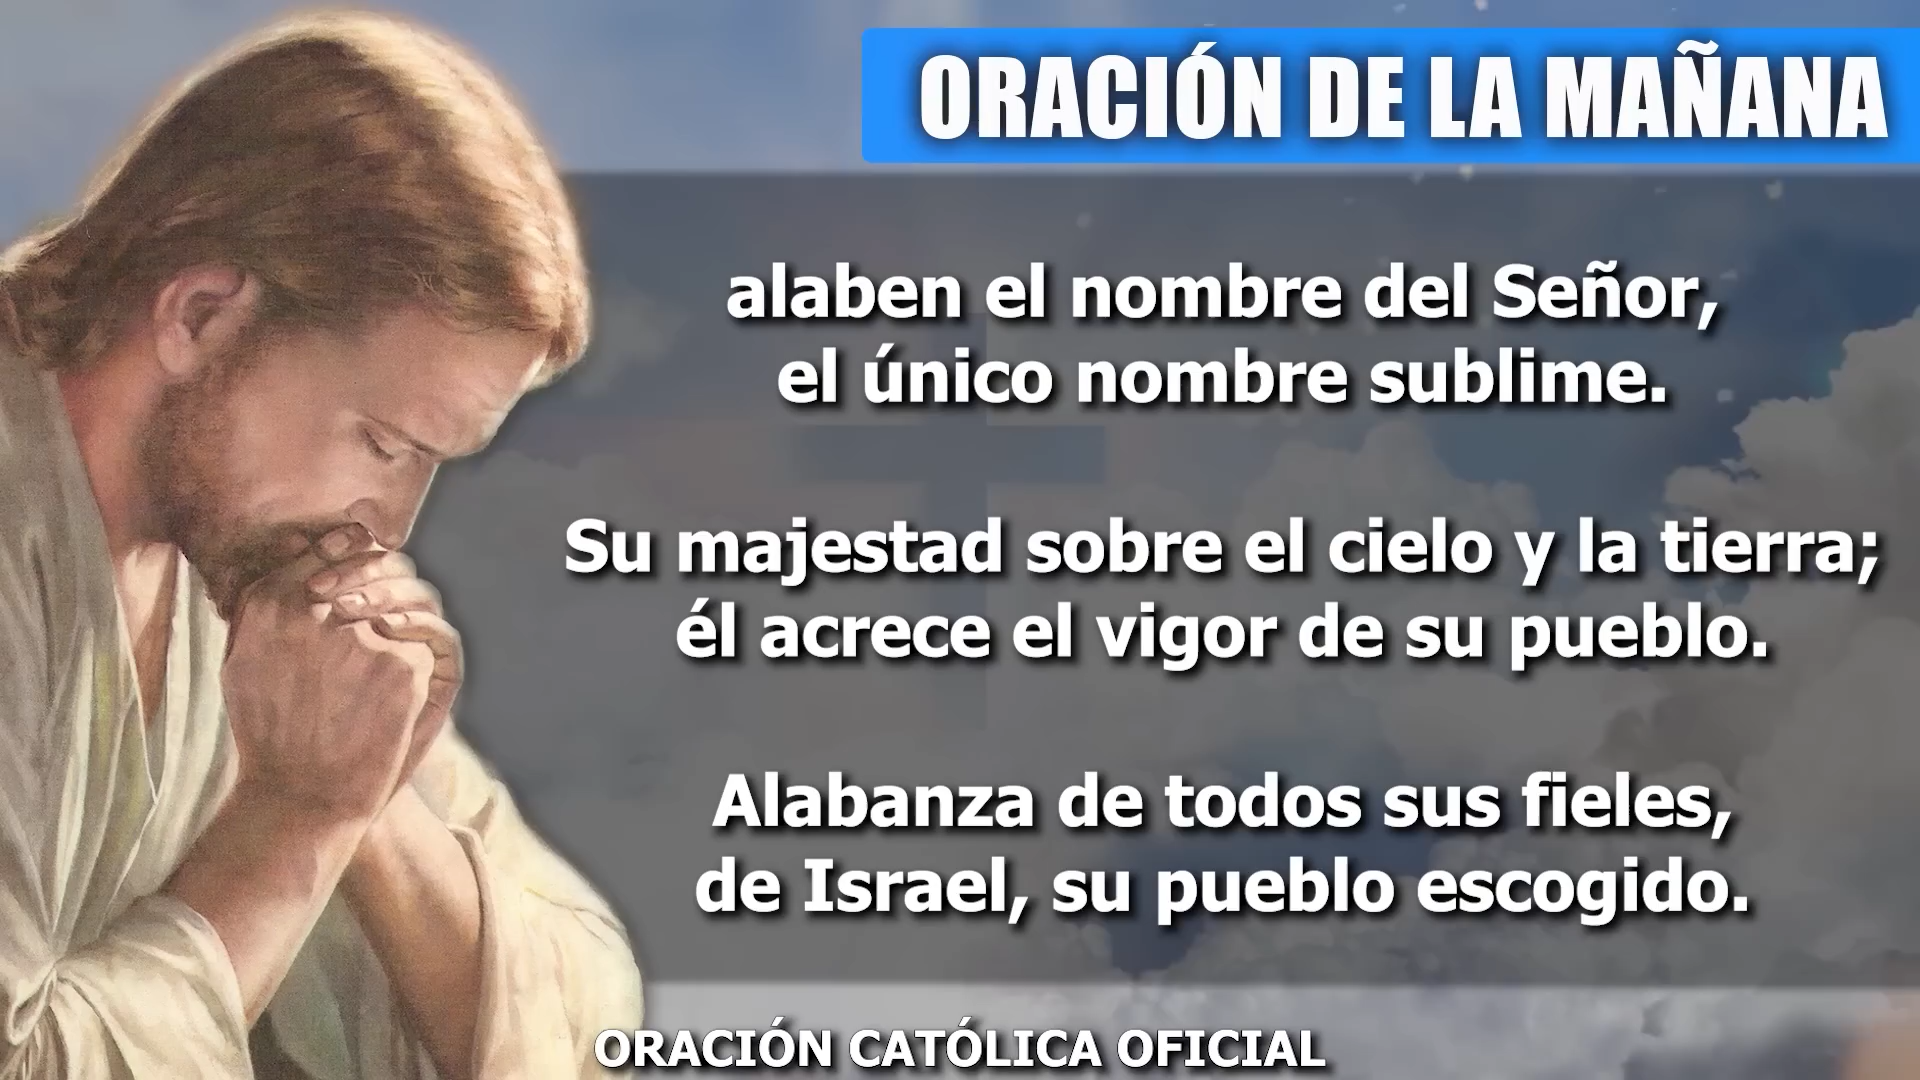 ORACIÓN DE LA MAÑANA
alaben el nombre del Señor,
el único nombre sublime.
Su majestad sobre el cielo y la tierra;
él acrece el vigor de su pueblo.
Alabanza de todos sus fieles,
de Israel, su pueblo escogido.
ORACIÓN CATÓLICA OFICIAL